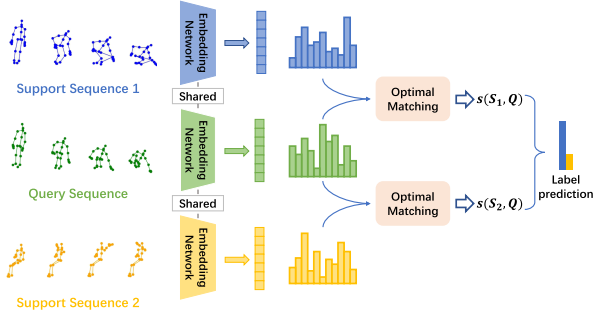 Support Sequence 1
Embedding
Network
Shared
Query Sequence
Embedding
Network
Shared
Support Sequence 2
Embedding
Network
Optimal
Matching
s(S₁, Q)
Optimal
Matching
s(S₂, Q)
Label
prediction